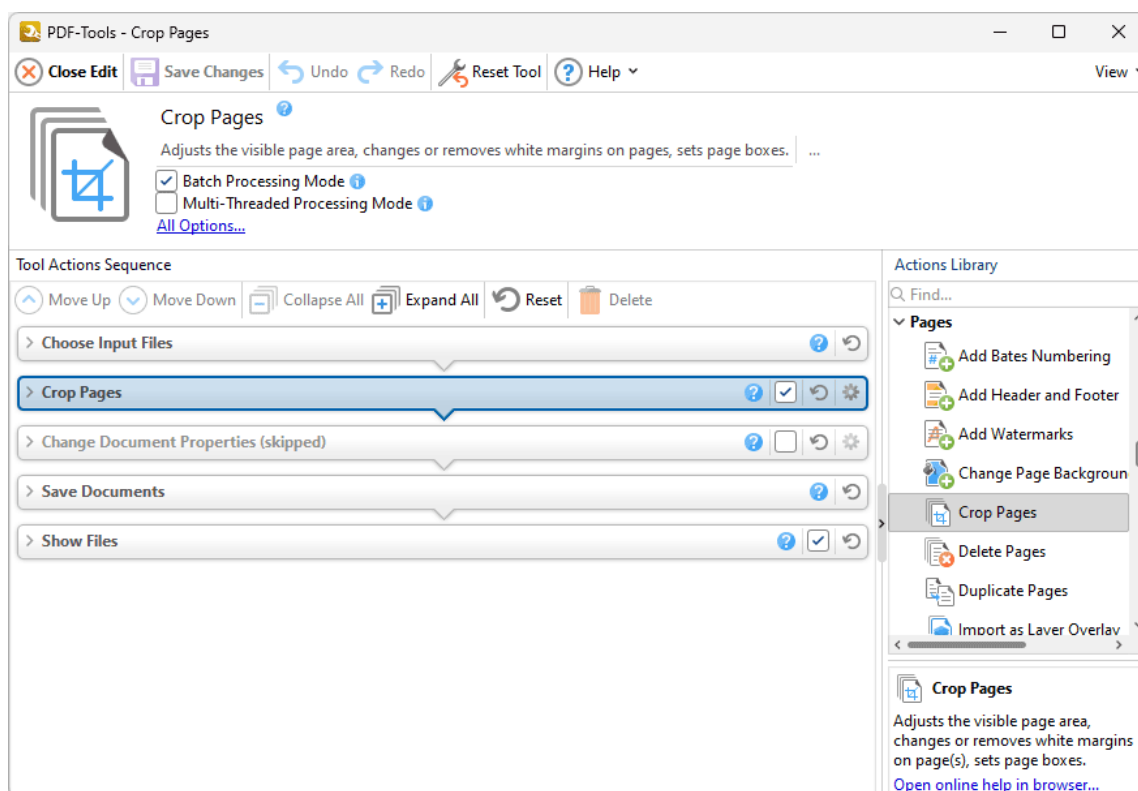 PDF-Tools - Crop Pages
Close Edit Save Changes Undo Redo Reset Tool ? Help View
Crop Pages ?
Adjusts the visible page area, changes or removes white margins on pages, sets page boxes. ...
Batch Processing Mode i
Multi-Threaded Processing Mode i
All Options...
Tool Actions Sequence
Move Up Move Down Collapse All Expand All Reset Delete
Choose Input Files ?
Crop Pages ?
Change Document Properties (skipped) ?
Save Documents ?
Show Files ?
Actions Library
Find...
Pages
Add Bates Numbering
Add Header and Footer
Add Watermarks
Change Page Backgroun
Crop Pages
Delete Pages
Duplicate Pages
Import as Layer Overlay
Crop Pages
Adjusts the visible page area,
changes or removes white margins
on page(s), sets page boxes.
Open online help in browser...